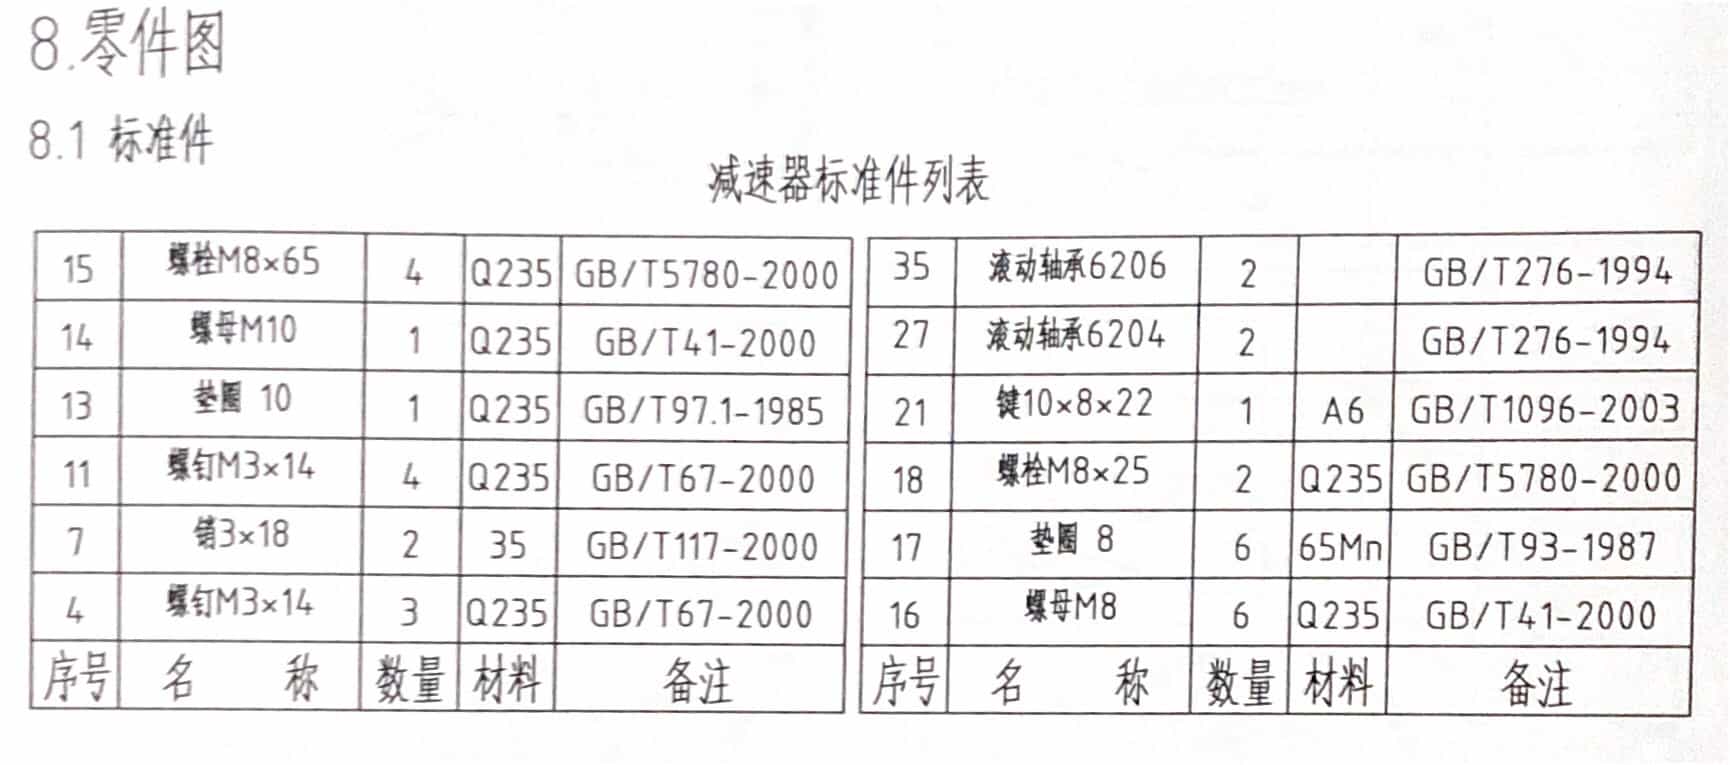 8.零件图
8.1 标准件
减速器标准件列表
15 螺栓M8×65 4 Q235 GB/T5780-2000
14 螺母M10 1 Q235 GB/T41-2000
13 垫圈 10 1 Q235 GB/T97.1-1985
11 螺钉M3×14 4 Q235 GB/T67-2000
7 销3×18 2 35 GB/T117-2000
4 螺钉M3×14 3 Q235 GB/T67-2000
序号 名 称 数量 材料 备注
35 滚动轴承6206 2 GB/T276-1994
27 滚动轴承6204 2 GB/T276-1994
21 键10×8×22 1 A6 GB/T1096-2003
18 螺栓M8×25 2 Q235 GB/T5780-2000
17 垫圈 8 6 65Mn GB/T93-1987
16 螺母M8 6 Q235 GB/T41-2000
序号 名 称 数量 材料 备注